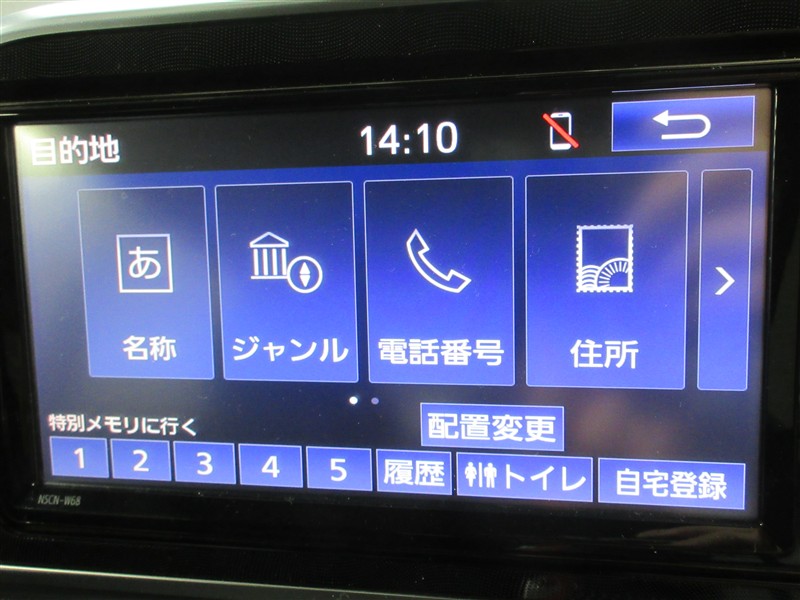 目的地
14:10
あ
名称
ジャンル
電話番号
住所
特別メモリに行く
配置変更
1 2 3 4 5 履歴 トイレ 自宅登録
NSCN-W68